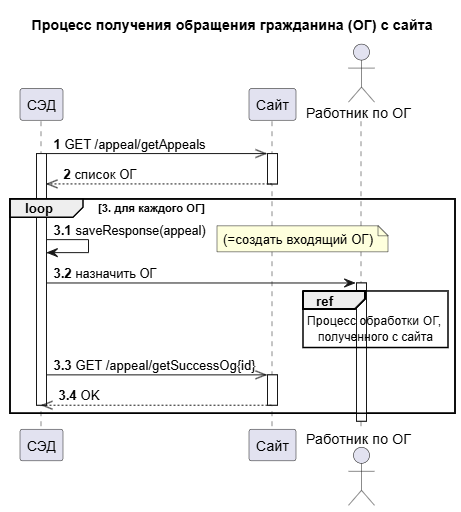 Процесс получения обращения гражданина (ОГ) с сайта
СЭД
Сайт
Работник по ОГ
1 GET /appeal/getAppeals
2 список ОГ
loop
[3. для каждого ОГ]
3.1 saveResponse(appeal)
(=создать входящий ОГ)
3.2 назначить ОГ
ref
Процесс обработки ОГ,
полученного с сайта
3.3 GET /appeal/getSuccessOg{id}
3.4 OK
СЭД
Сайт
Работник по ОГ